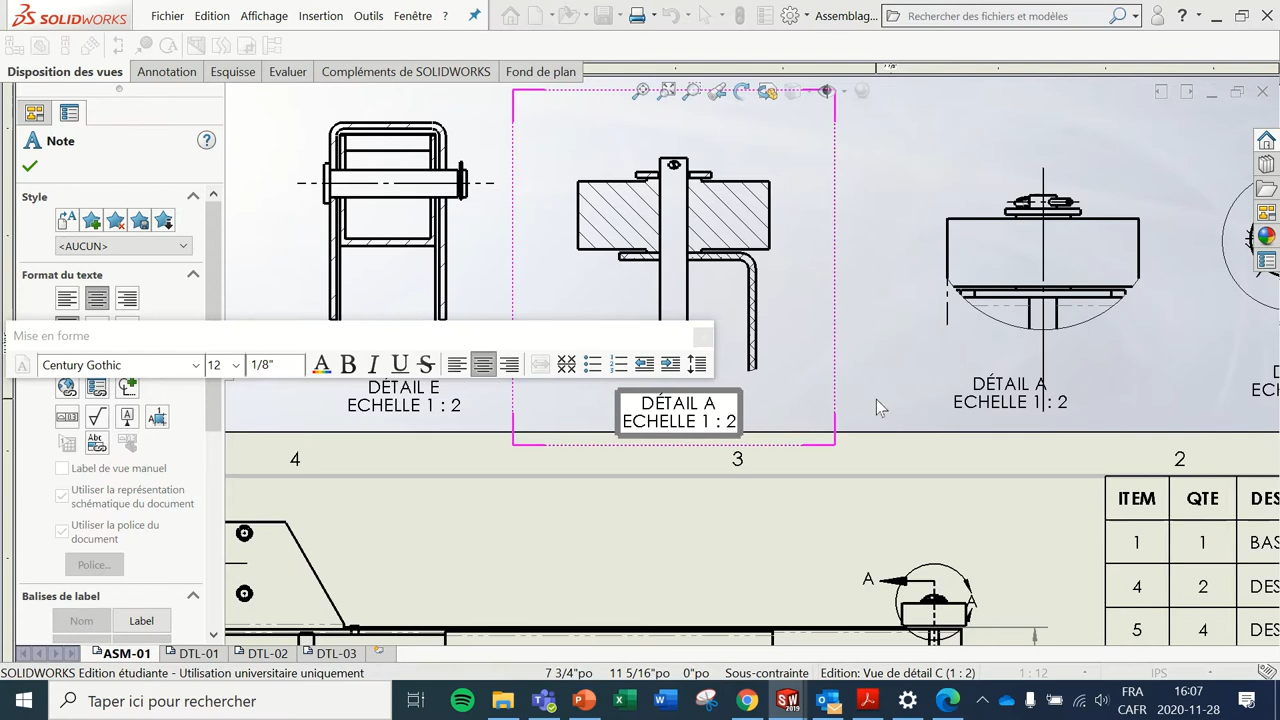 SOLIDWORKS
Fichier Edition Affichage Insertion Outils Fenêtre ?
Assemblag...
Rechercher des fichiers et modèles
?
Disposition des vues Annotation Esquisse Evaluer Compléments de SOLIDWORKS Fond de plan
Note
?
Style
<AUCUN>
Format du texte
Mise en forme
Century Gothic 12 1/8"
A B I U S
Label de vue manuel
Utiliser la représentation
schématique du document
Utiliser la police du
document
Police...
Balises de label
Nom Label
DÉTAIL E
ECHELLE 1 : 2
DÉTAIL A
ECHELLE 1 : 2
DÉTAIL A
ECHELLE 1 : 2
4 3 2
A
A
ITEM QTE DES
1 1 BAS
4 2 DES
5 4 DES
ASM-01 DTL-01 DTL-02 DTL-03
SOLIDWORKS Edition étudiante - Utilisation universitaire uniquement
7 3/4"po 11 5/16"po 0"po Sous-contrainte Edition: Vue de détail C (1 : 2) 1 : 12 IPS
Taper ici pour rechercher
FRA
CAFR
16:07
2020-11-28